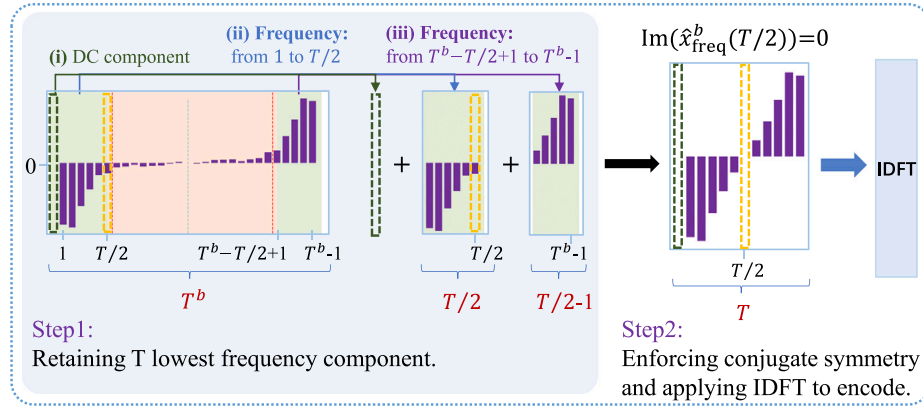 (i) DC component
(ii) Frequency:
from 1 to T/2
(iii) Frequency:
from T^b−T/2+1 to T^b-1
0
1
T/2
T^b−T/2+1
T^b-1
T^b
+
T/2
T/2
+
T^b-1
T/2-1
Step1:
Retaining T lowest frequency component.
Im(x̂^b_freq(T/2))=0
T/2
T
IDFT
Step2:
Enforcing conjugate symmetry
and applying IDFT to encode.